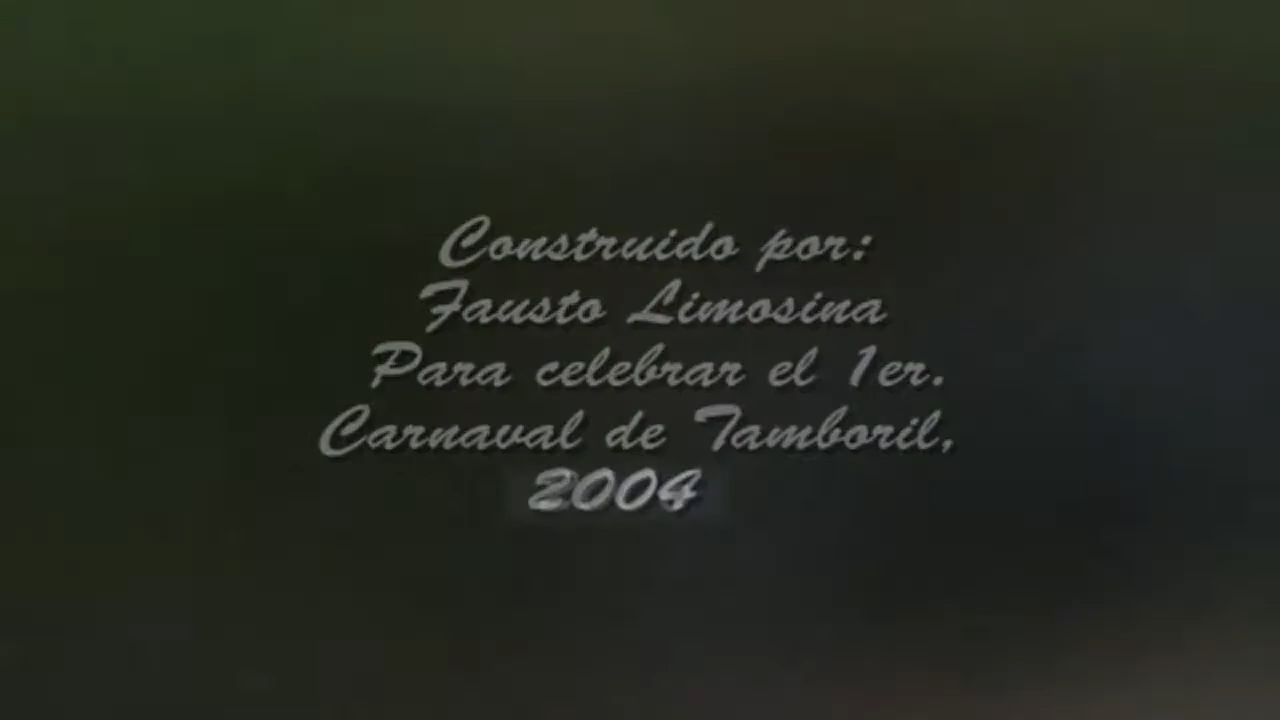 Construido por:
Fausto Limosina
Para celebrar el 1er.
Carnaval de Tamboril,
2004